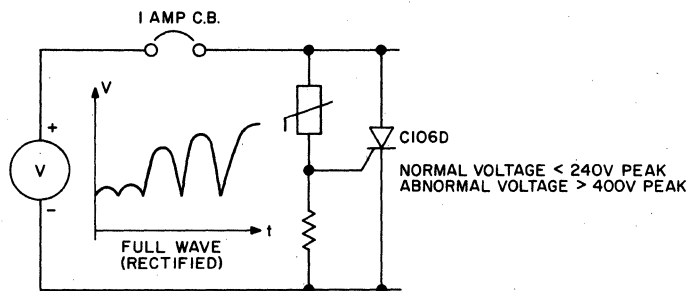 1 AMP C.B.
V
+
V
-
t
FULL WAVE
(RECTIFIED)
C106D
NORMAL VOLTAGE < 240V PEAK
ABNORMAL VOLTAGE > 400V PEAK